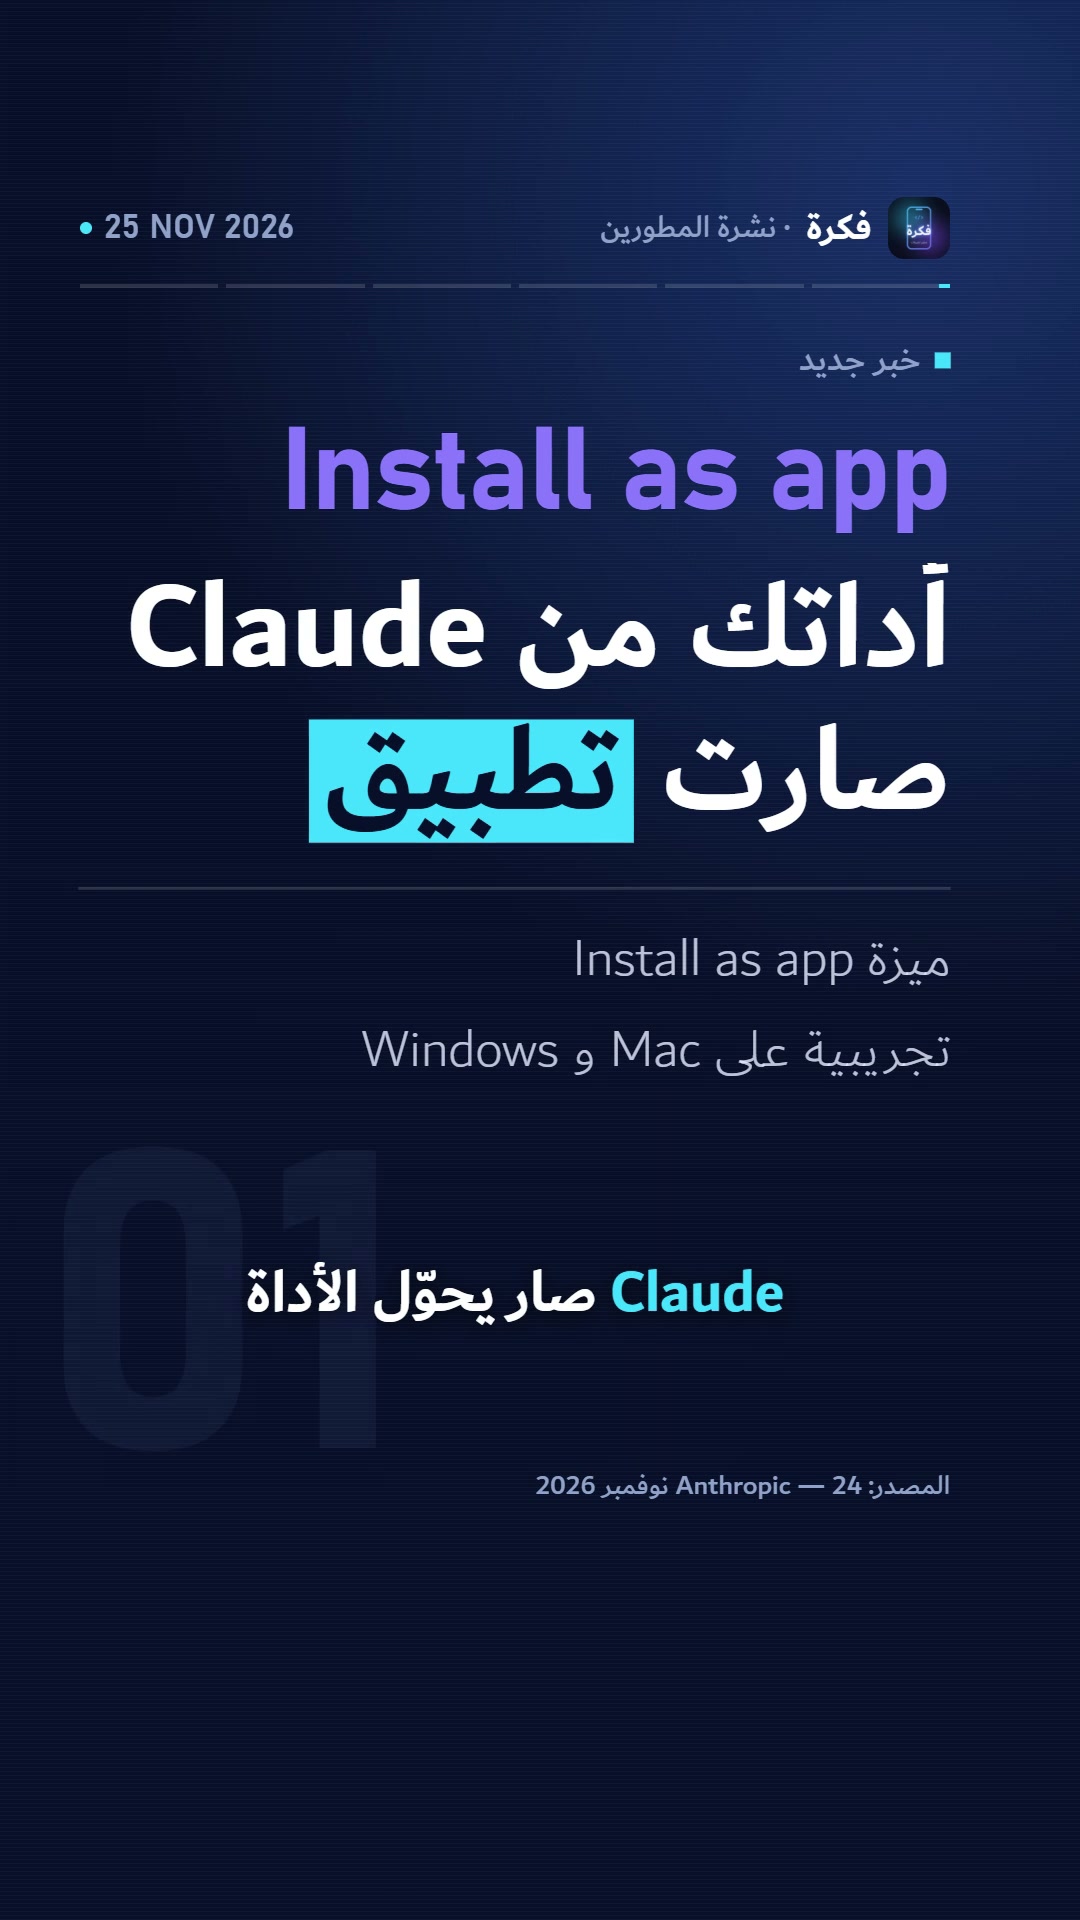 فكرة · نشرة المطورين
25 NOV 2026
خبر جديد
Install as app
أداتك من Claude
صارت تطبيق
ميزة Install as app
تجريبية على Mac و Windows
01
Claude صار يحوّل الأداة
المصدر: Anthropic — 24 نوفمبر 2026